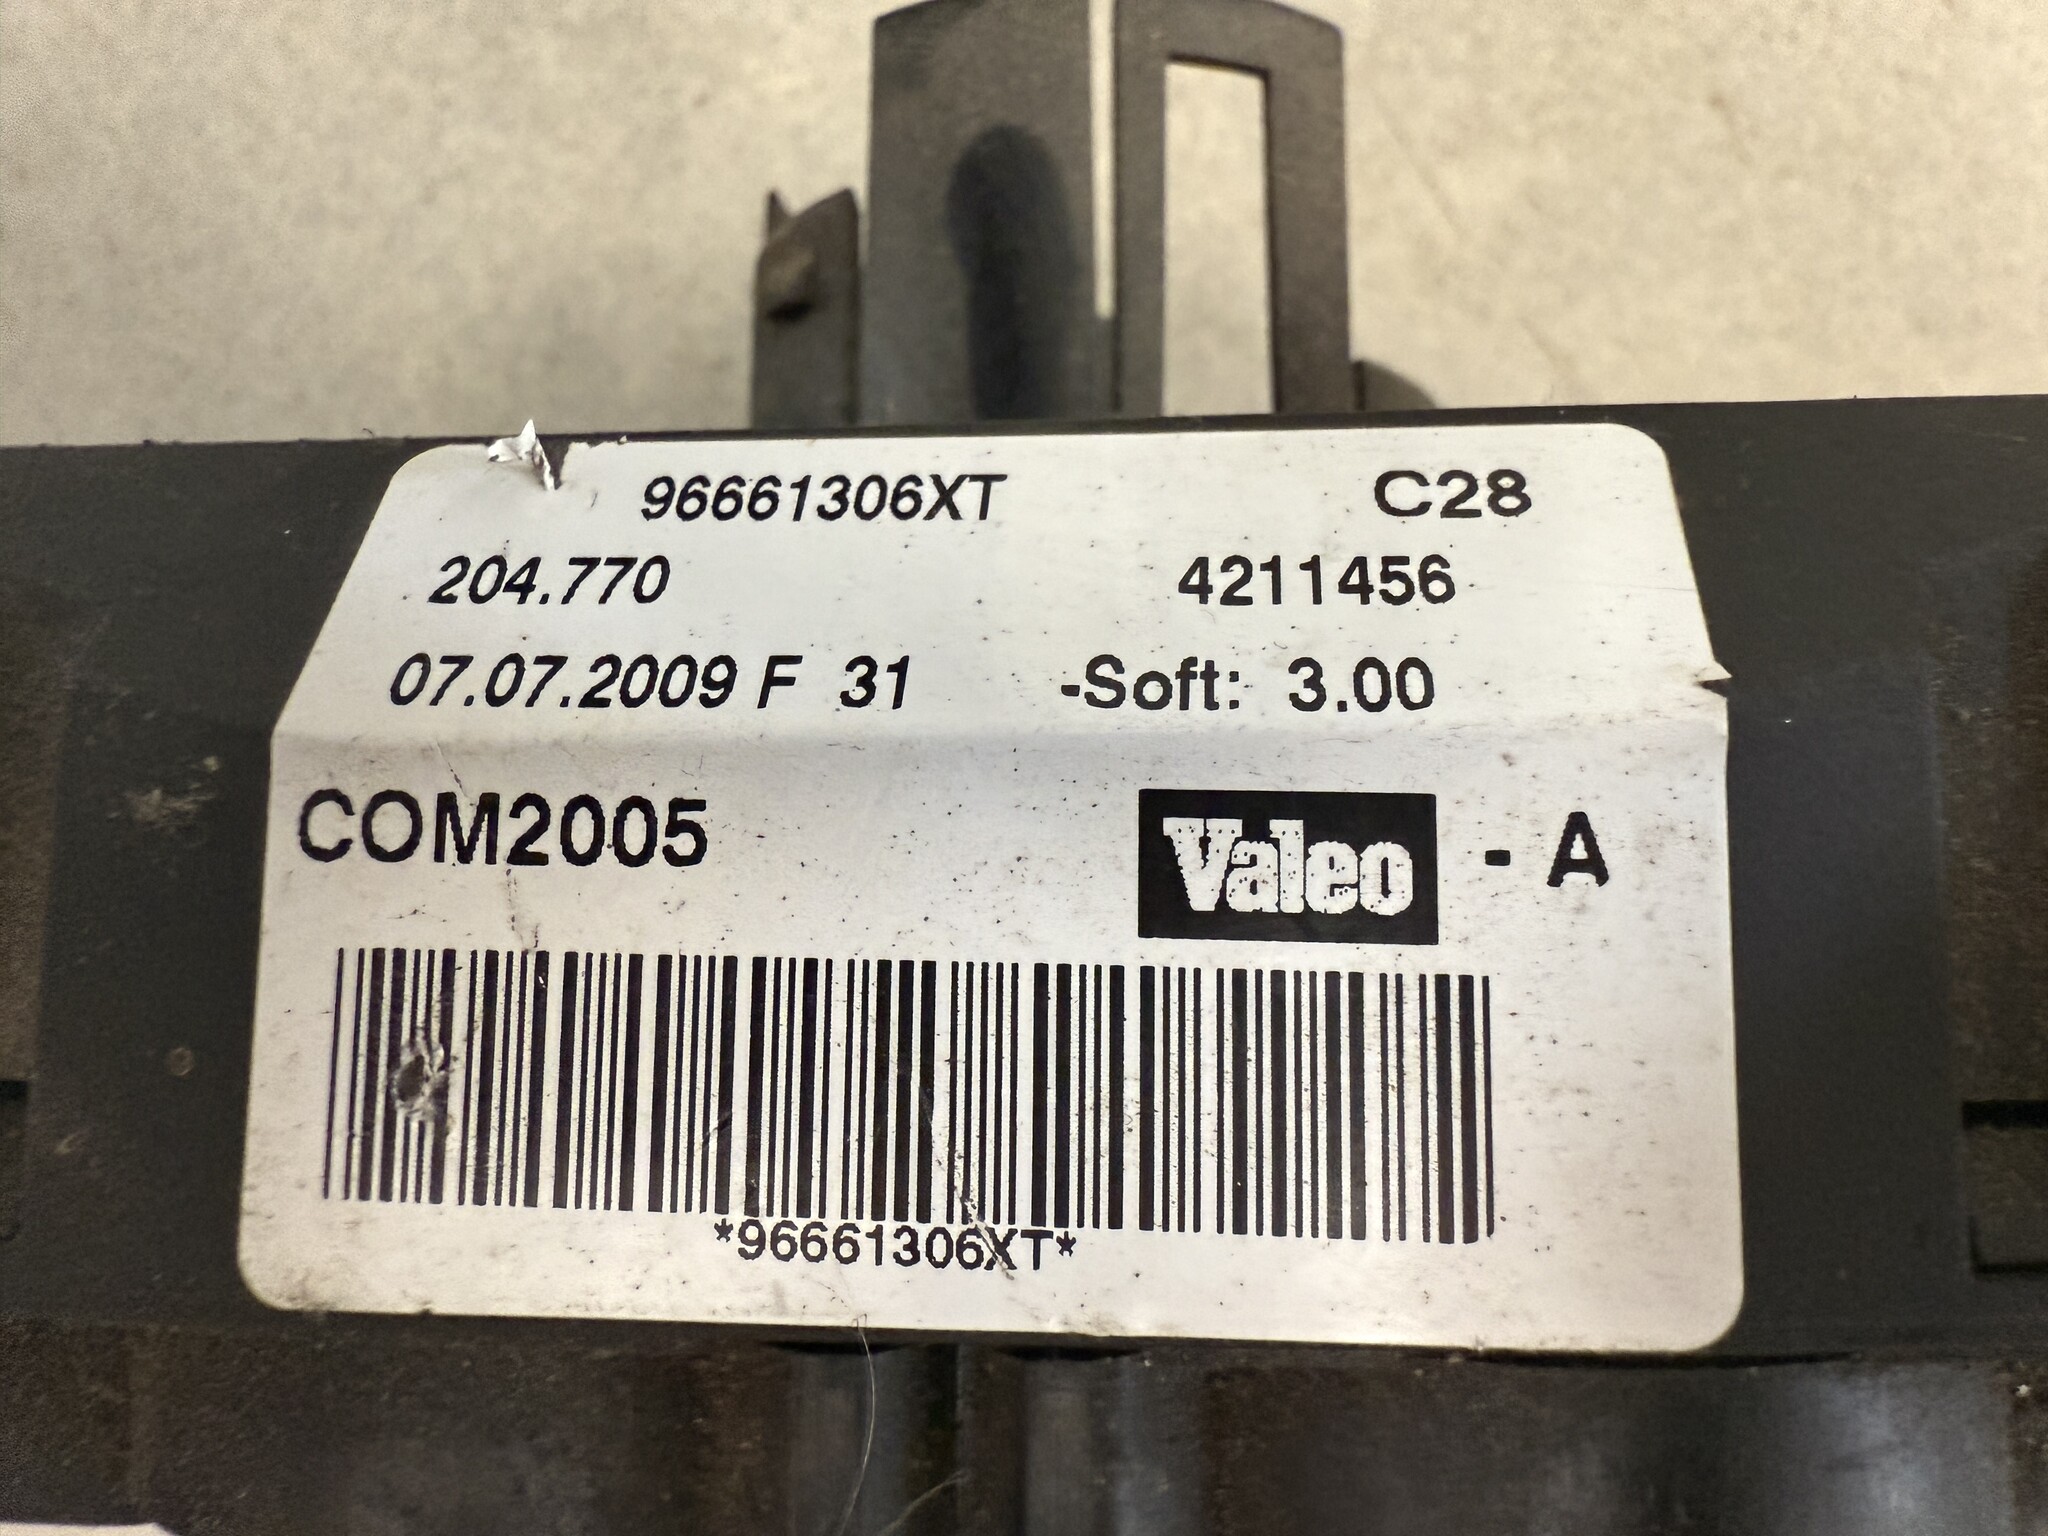 96661306XT C28
204.770 4211456
07.07.2009 F 31 -Soft: 3.00
COM2005 Valeo - A
*96661306XT*